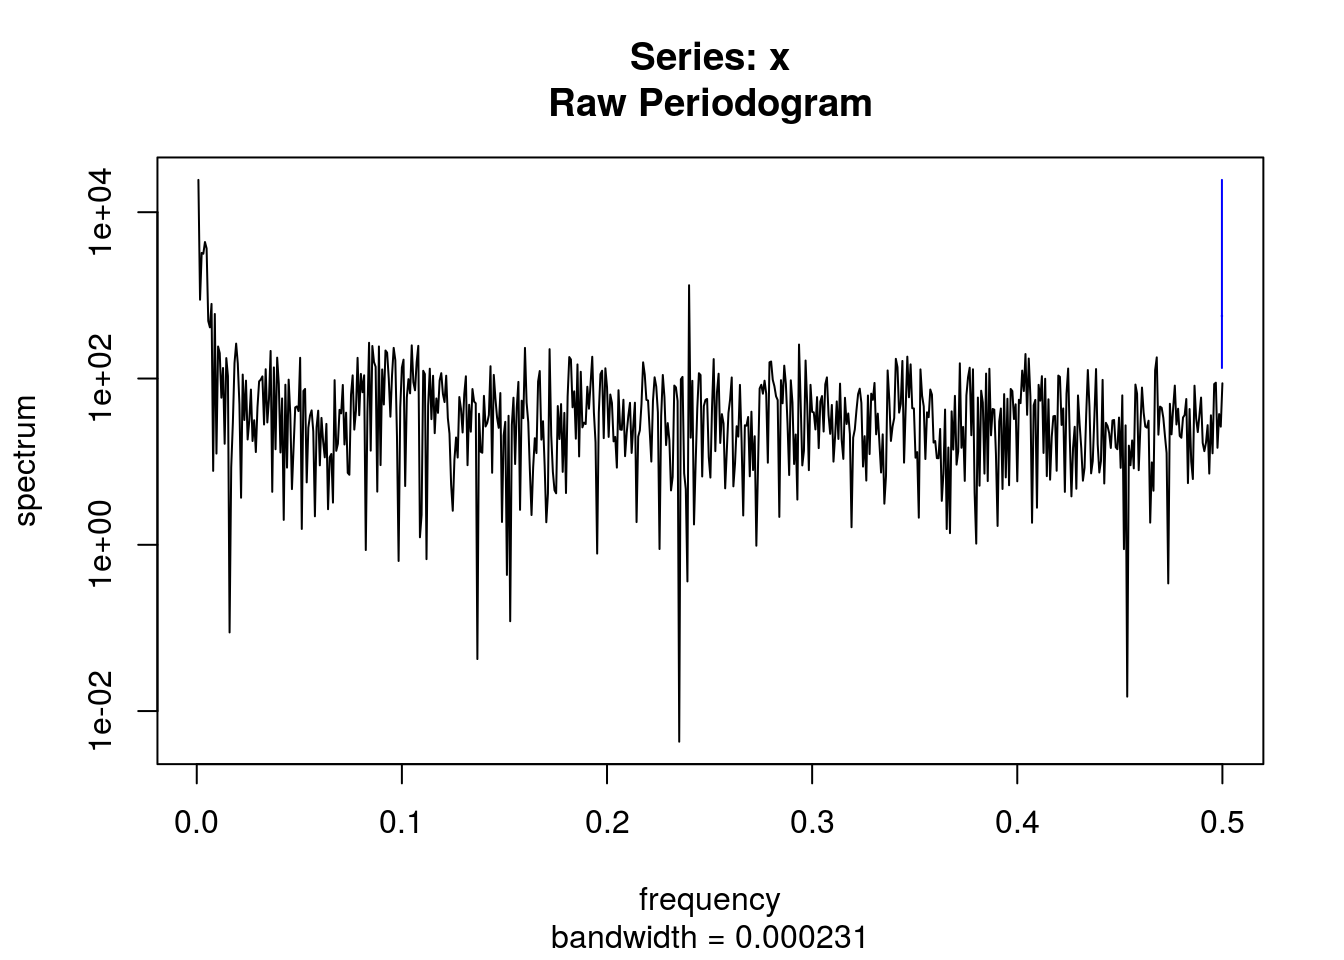 Series: x
Raw Periodogram
spectrum
1e+04
1e+02
1e+00
1e-02
0.0 0.1 0.2 0.3 0.4 0.5
frequency
bandwidth = 0.000231